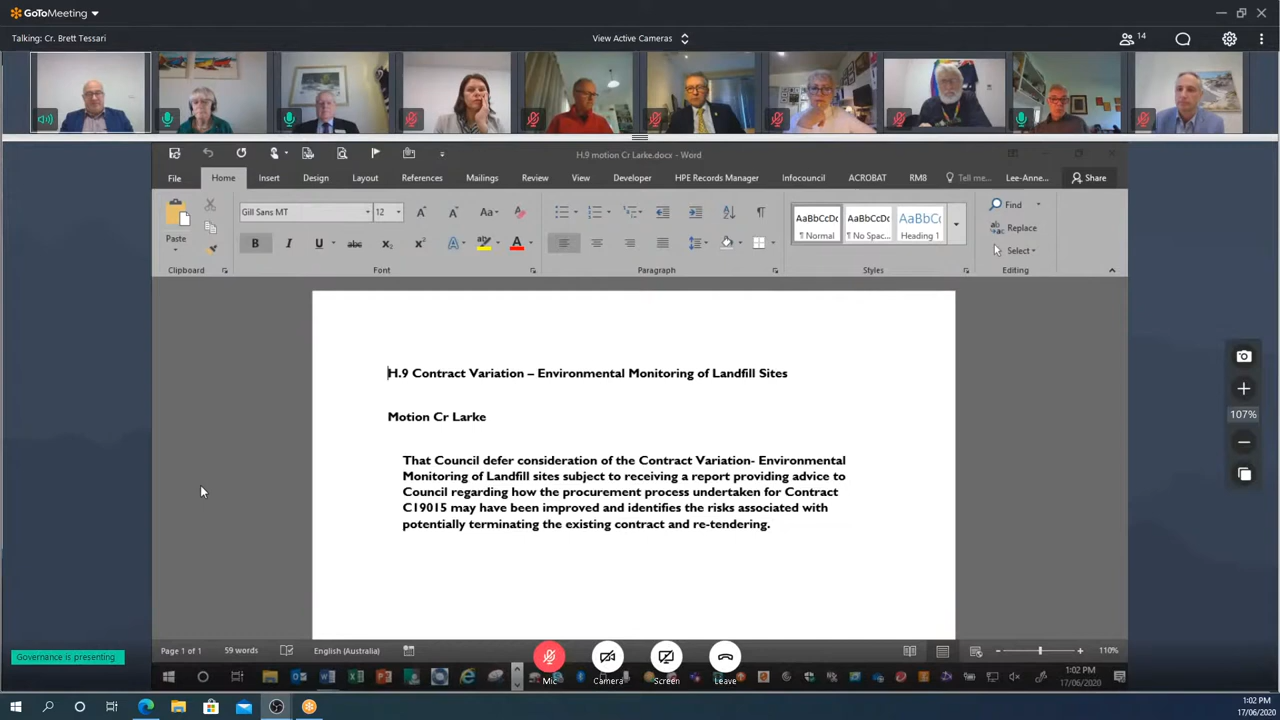 GoToMeeting
Talking: Cr. Brett Tessari
View Active Cameras
14
H.9 motion Cr Larke.docx - Word
File Home Insert Design Layout References Mailings Review View Developer HPE Records Manager Infocouncil ACROBAT RM8 Tell me... Lee-Anne... Share
Paste
Clipboard
Gill Sans MT 12
Font
Paragraph
AaBbCcDc AaBbCcDc AaBbCc
¶ Normal ¶ No Spac... Heading 1
Styles
Find
Replace
Select
Editing
H.9 Contract Variation – Environmental Monitoring of Landfill Sites
Motion Cr Larke
That Council defer consideration of the Contract Variation- Environmental
Monitoring of Landfill sites subject to receiving a report providing advice to
Council regarding how the procurement process undertaken for Contract
C19015 may have been improved and identifies the risks associated with
potentially terminating the existing contract and re-tendering.
107%
Governance is presenting
Page 1 of 1 59 words English (Australia) 110%
Mic Camera Screen Leave
1:02 PM
17/06/2020
1:02 PM
17/06/2020